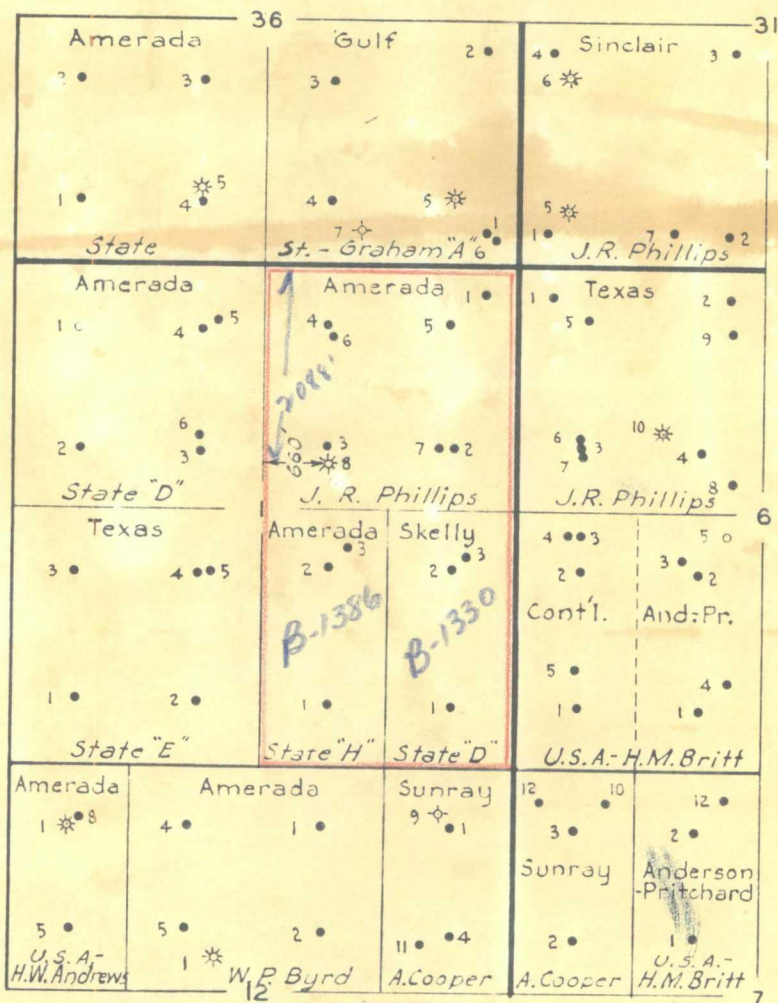 36 31
Amerada Gulf Sinclair
2 3 3 2 4 3
6
1 4 5 4 5 5
7 6 1 1 7 2
State St.-Graham "A" J.R. Phillips
Amerada Amerada Texas
1 4 5 4 6 5 1 1 5 2 9
2088'
2 6 3 660' 3 8 7 2 6 3 7 10 4 8
State "D" J. R. Phillips J.R. Phillips
1 6
Texas Amerada Skelly
3 4 5 2 3 2 3 4 3 2 5 3 2
Cont'l. And-Pr.
B-1386 B-1330
1 2 1 1 5 1 4 1
State "E" State "H" State "D" U.S.A.-H.M. Britt
Amerada Amerada Sunray
1 8 4 1 9 1 12 10 3 12 2
Sunray Anderson
-Pritchard
5 5 1 2 11 4 2 1
U.S.A.-
H.W. Andrews W.P. Byrd A. Cooper A. Cooper
U.S.A.-
H.M. Britt
12 7